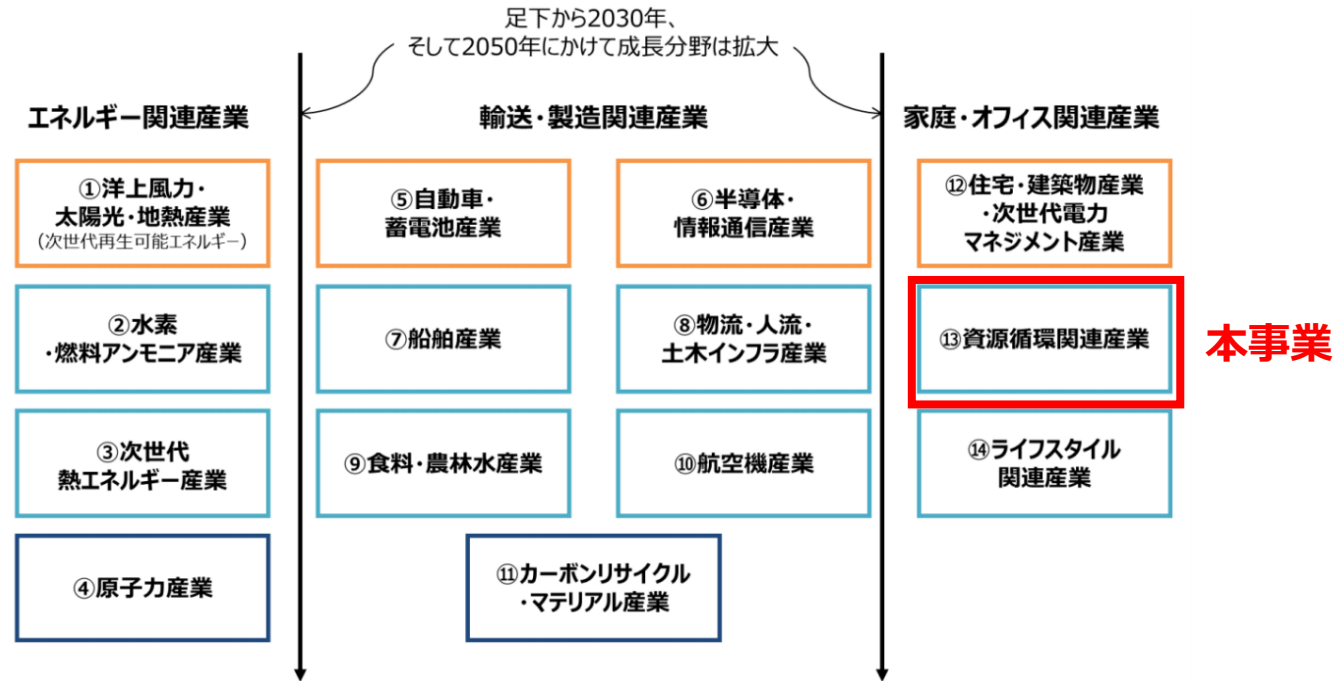 足下から2030年、
そして2050年にかけて成長分野は拡大
エネルギー関連産業
輸送・製造関連産業
家庭・オフィス関連産業
①洋上風力・
太陽光・地熱産業
(次世代再生可能エネルギー)
⑤自動車・
蓄電池産業
⑥半導体・
情報通信産業
⑫住宅・建築物産業
・次世代電力
マネジメント産業
②水素
・燃料アンモニア産業
⑦船舶産業
⑧物流・人流・
土木インフラ産業
⑬資源循環関連産業
本事業
③次世代
熱エネルギー産業
⑨食料・農林水産業
⑩航空機産業
⑭ライフスタイル
関連産業
④原子力産業
⑪カーボンリサイクル
・マテリアル産業